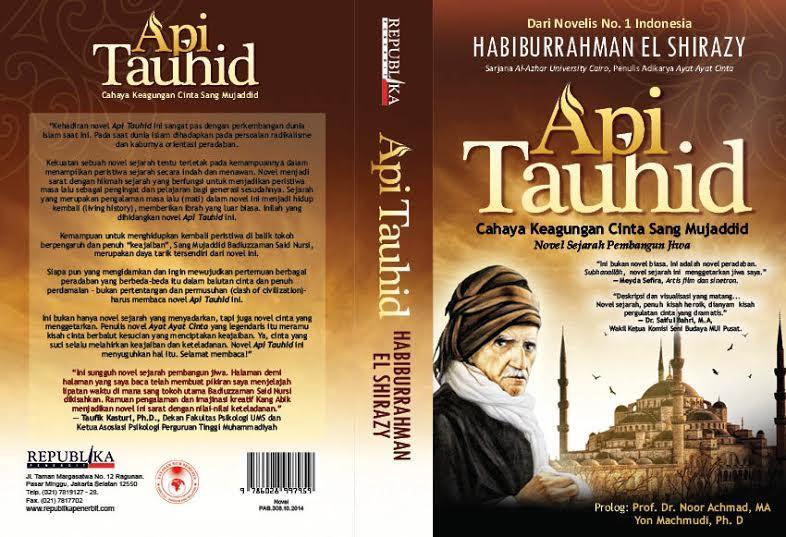 Api
Tauhid
Cahaya Keagungan Cinta Sang Mujaddid
"Kehadiran novel Api Tauhid ini sangat pas dengan perkembangan dunia
Islam saat ini. Pada saat dunia Islam dihadapkan pada persoalan radikalisme
dan kaburnya orientasi peradaban.
Kekuatan sebuah novel sejarah tentu terletak pada kemampuannya dalam
menampilkan peristiwa sejarah secara indah dan menawan. Novel menjadi
sarat dengan hikmah sejarah yang berfungsi untuk menjadikan peristiwa
masa lalu sebagai pengingat dan pelajaran bagi generasi sesudahnya. Sejarah
yang merupakan pengalaman masa lalu (mati) dalam novel ini menjadi hidup
kembali (living history), memberikan ibrah yang luar biasa. Inilah yang
dihidangkan novel Api Tauhid ini.
Kemampuan untuk menghidupkan kembali peristiwa di balik tokoh
berpengaruh dan penuh "keajaiban", Sang Mujaddid Badiuzzaman Said Nursi,
merupakan daya tarik tersendiri dari novel ini.
Siapa pun yang mengidamkan dan ingin mewujudkan pertemuan berbagai
peradaban yang berbeda-beda itu dalam balutan cinta dan penuh
perdamaian - bukan pertentangan dan permusuhan (clash of civilization)-
harus membaca novel Api Tauhid ini.
Ini bukan hanya novel sejarah yang menyadarkan, tapi juga novel cinta yang
menggetarkan. Penulis novel Ayat Ayat Cinta yang legendaris itu meramu
kisah cinta berbalut kesucian yang menciptakan keajaiban. Ya, cinta yang
suci selalu melahirkan keajaiban dan keteladanan. Novel Api Tauhid ini
menyuguhkan hal itu. Selamat membaca!"
"Ini sungguh novel sejarah pembangun jiwa. Halaman demi
halaman yang saya baca telah membuat pikiran saya menjelajah
lipatan waktu di mana sang tokoh utama Badiuzzaman Said Nursi
dikisahkan. Ramuan pengalaman dan imajinasi kreatif Kang Abik
menjadikan novel ini sarat dengan nilai-nilai keteladanan."
— Taufik Kasturi, Ph.D., Dekan Fakultas Psikologi UMS dan
Ketua Asosiasi Psikologi Perguruan Tinggi Muhammadiyah
REPUBLIKA
PENERBIT
Jl. Taman Margasatwa No. 12 Ragunan,
Pasar Minggu, Jakarta Selatan 12550
Telp. (021) 7819127 - 28,
Fax. (021) 7817702
www.republikapenerbit.com
9 786028 997959
Novel
PAB.308.10.2014
REPUBLIKA
PENERBIT
Api Tauhid
HABIBURRAHMAN
EL SHIRAZY
Dari Novelis No. 1 Indonesia
HABIBURRAHMAN EL SHIRAZY
Sarjana Al-Azhar University Cairo, Penulis Adikarya Ayat Ayat Cinta
Api
Tauhid
Cahaya Keagungan Cinta Sang Mujaddid
Novel Sejarah Pembangun Jiwa
"Ini bukan novel biasa. Ini adalah novel peradaban.
Subhanallâh, novel sejarah ini menggetarkan jiwa saya."
— Meyda Sefira, Artis film dan sinetron.
"Deskripsi dan visualisasi yang matang...
Novel sejarah, penuh kisah heroik, dianyam kisah
pergulatan cinta yang dramatis."
— Dr. Saiful Bahri, M.A,
Wakil Ketua Komisi Seni Budaya MUI Pusat.
Prolog: Prof. Dr. Noor Achmad, MA
Yon Machmudi, Ph. D